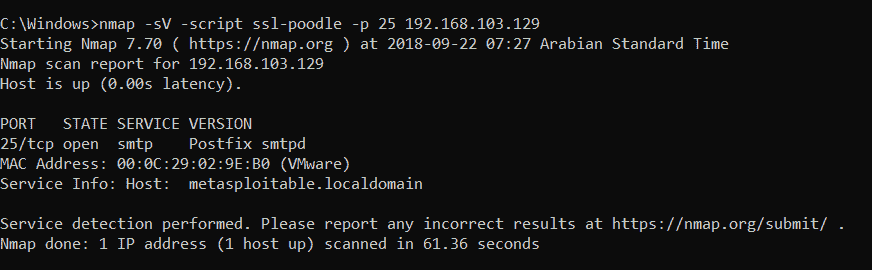 C:\Windows>nmap -sV -script ssl-poodle -p 25 192.168.103.129
Starting Nmap 7.70 ( https://nmap.org ) at 2018-09-22 07:27 Arabian Standard Time
Nmap scan report for 192.168.103.129
Host is up (0.00s latency).
PORT   STATE SERVICE VERSION
25/tcp open  smtp    Postfix smtpd
MAC Address: 00:0C:29:02:9E:B0 (VMware)
Service Info: Host:  metasploitable.localdomain
Service detection performed. Please report any incorrect results at https://nmap.org/submit/ .
Nmap done: 1 IP address (1 host up) scanned in 61.36 seconds